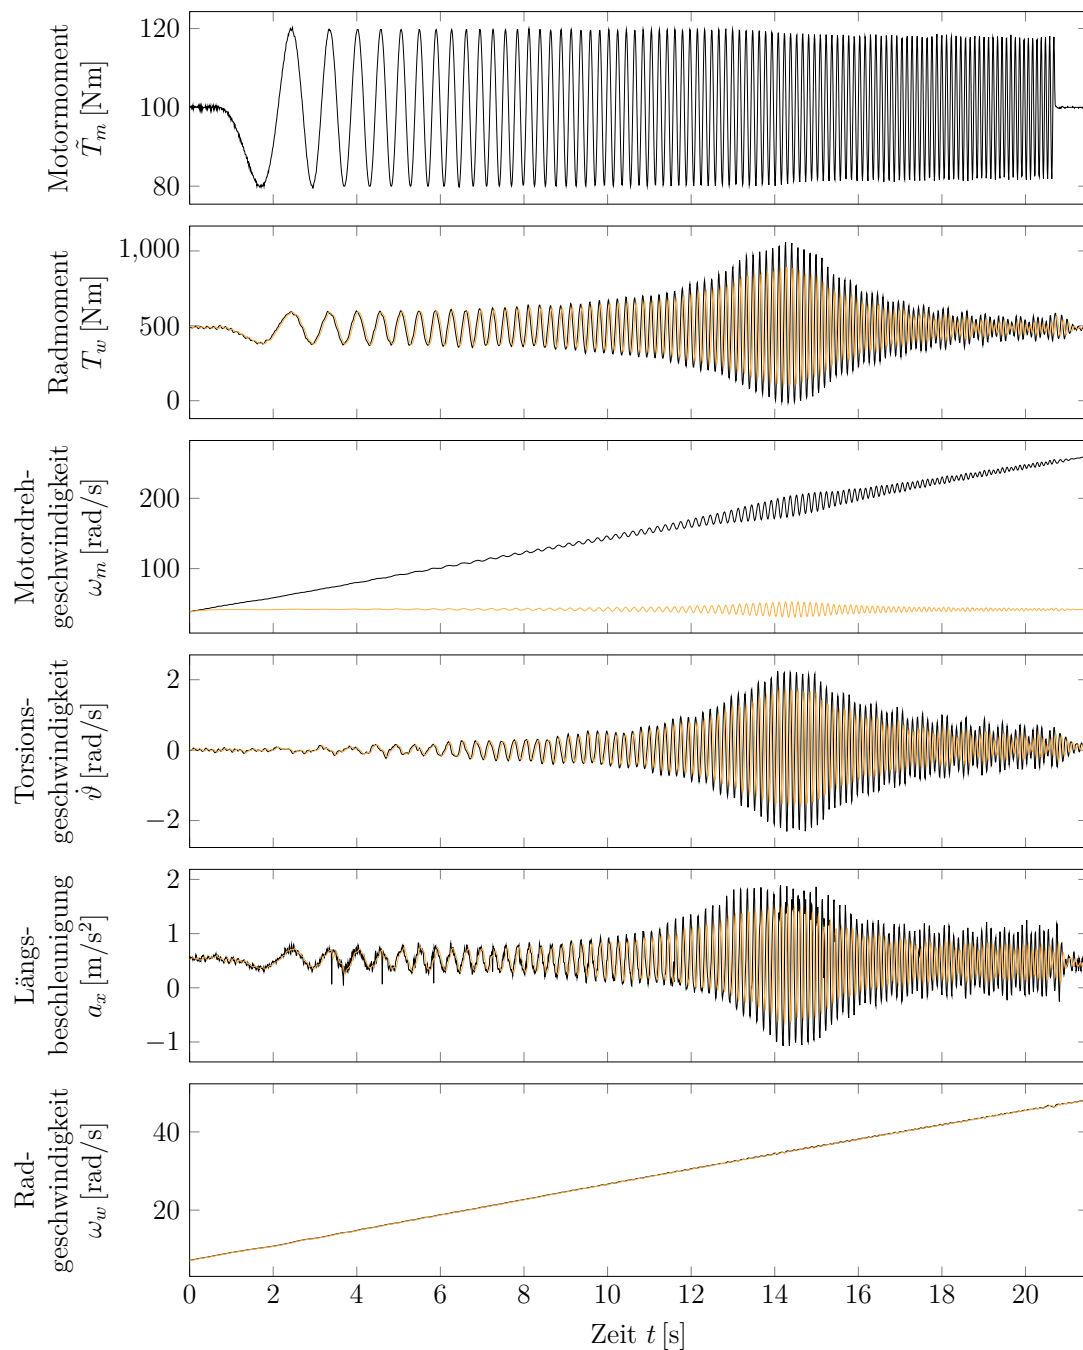 Motormoment
T̃_m [Nm]
120
100
80
Radmoment
T_w [Nm]
1,000
500
0
Motordreh-
geschwindigkeit
ω_m [rad/s]
200
100
Torsions-
geschwindigkeit
ϑ̇ [rad/s]
2
0
−2
Längs-
beschleunigung
a_x [m/s²]
2
1
0
−1
Rad-
geschwindigkeit
ω_w [rad/s]
40
20
0 2 4 6 8 10 12 14 16 18 20
Zeit t [s]